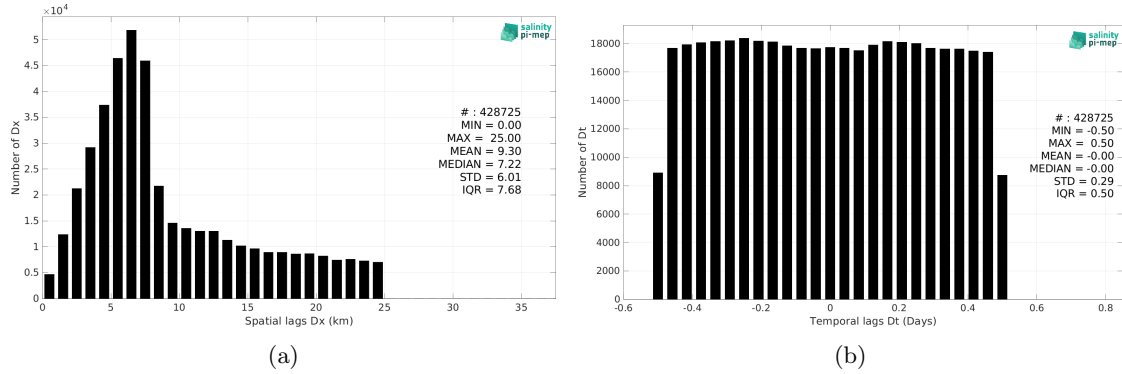 ×10⁴
5
4.5
4
3.5
3
2.5
2
1.5
1
0.5
0
Number of Dx
0 5 10 15 20 25 30 35
Spatial lags Dx (km)
salinity
pi-mep
# : 428725
MIN = 0.00
MAX = 25.00
MEAN = 9.30
MEDIAN = 7.22
STD = 6.01
IQR = 7.68
(a)
18000
16000
14000
12000
10000
8000
6000
4000
2000
0
Number of Dt
-0.6 -0.4 -0.2 0 0.2 0.4 0.6 0.8
Temporal lags Dt (Days)
salinity
pi-mep
# : 428725
MIN = -0.50
MAX = 0.50
MEAN = -0.00
MEDIAN = -0.00
STD = 0.29
IQR = 0.50
(b)